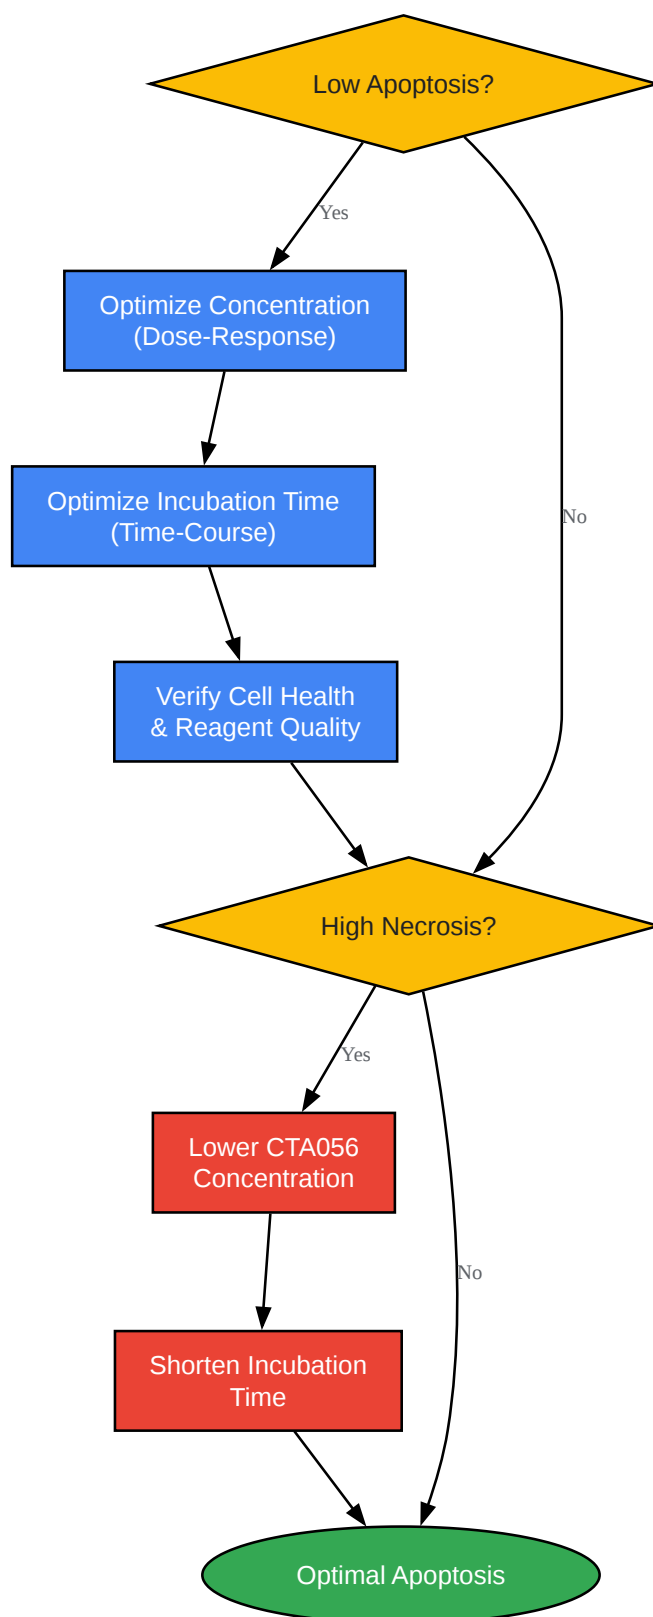 Low Apoptosis?
Yes
Optimize Concentration
(Dose-Response)
Optimize Incubation Time
(Time-Course)
No
Verify Cell Health
& Reagent Quality
High Necrosis?
Yes
Lower CTA056
Concentration
No
Shorten Incubation
Time
Optimal Apoptosis